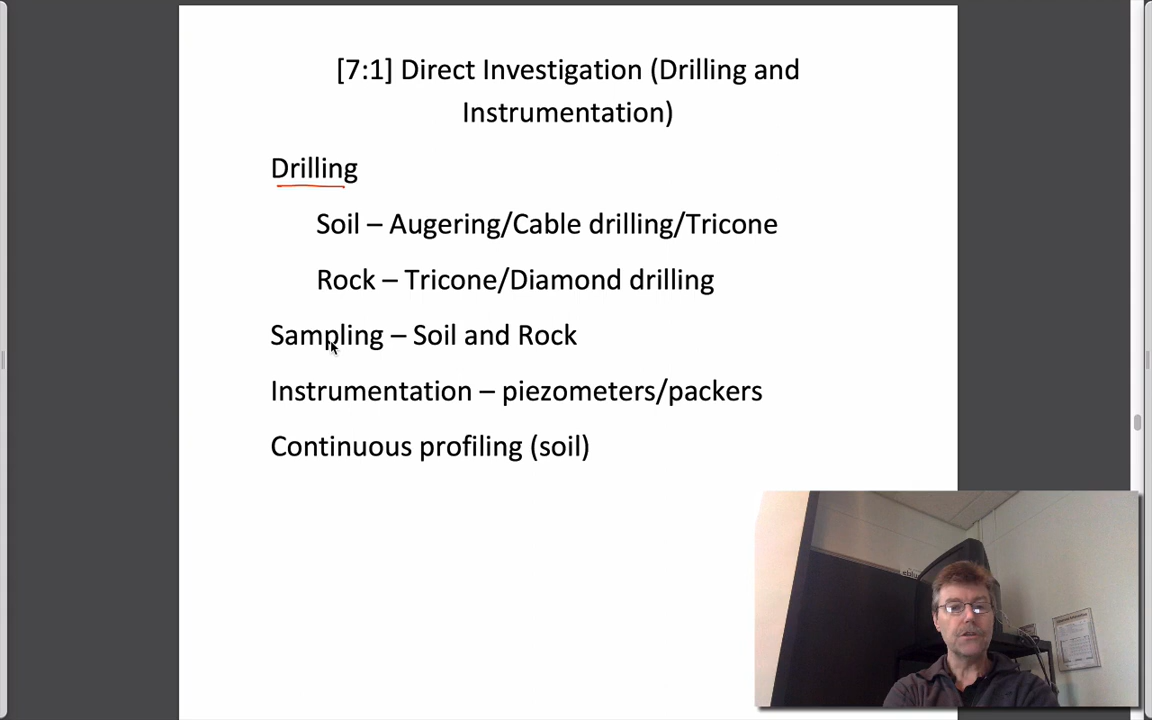 [7:1] Direct Investigation (Drilling and
Instrumentation)
Drilling
Soil – Augering/Cable drilling/Tricone
Rock – Tricone/Diamond drilling
Sampling – Soil and Rock
Instrumentation – piezometers/packers
Continuous profiling (soil)